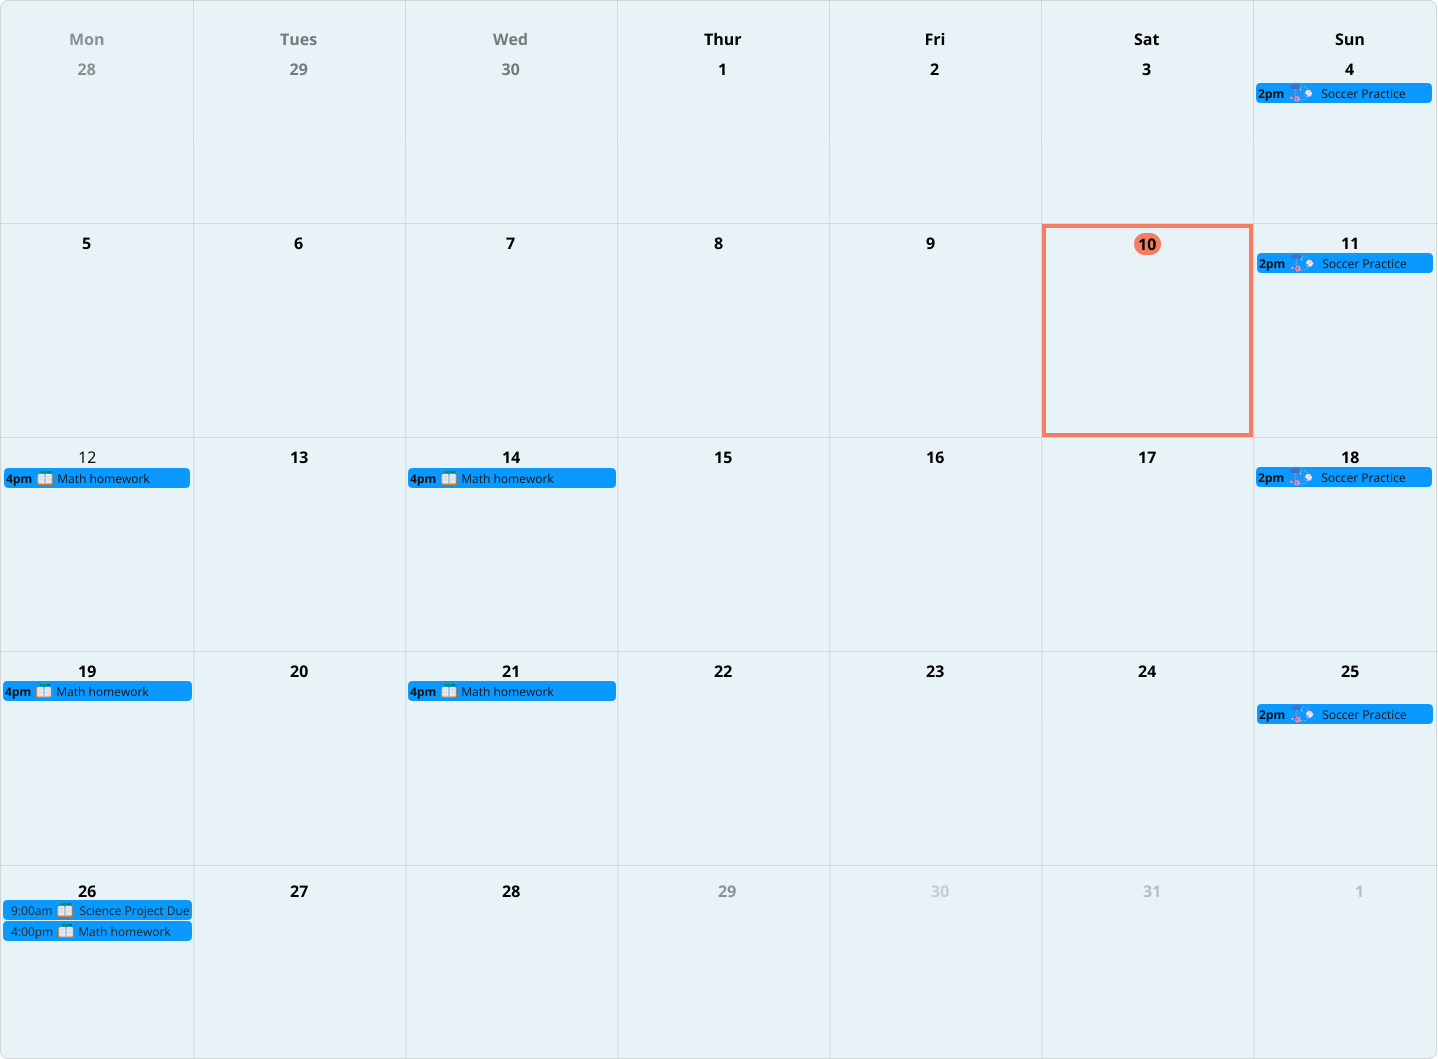 Mon Tues Wed Thur Fri Sat Sun
28 29 30 1 2 3 4
2pm Soccer Practice
5 6 7 8 9 10 11
2pm Soccer Practice
12 13 14 15 16 17 18
4pm Math homework 4pm Math homework 2pm Soccer Practice
19 20 21 22 23 24 25
4pm Math homework 4pm Math homework
2pm Soccer Practice
26 27 28 29 30 31 1
9:00am Science Project Due
4:00pm Math homework